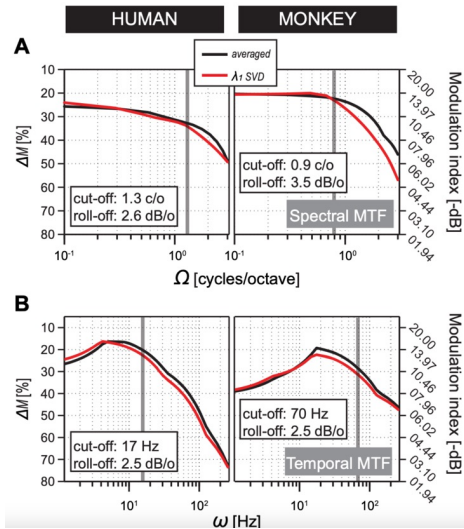 HUMAN
MONKEY
A
averaged
λ₁ SVD
10
20
30
40
50
60
70
80
ΔM [%]
cut-off: 1.3 c/o
roll-off: 2.6 dB/o
cut-off: 0.9 c/o
roll-off: 3.5 dB/o
Spectral MTF
20.00
13.97
10.46
07.96
06.02
04.44
03.10
01.94
Modulation index [-dB]
10⁻¹
10⁰
10⁻¹
10⁰
Ω [cycles/octave]
B
10
20
30
40
50
60
70
80
ΔM [%]
cut-off: 17 Hz
roll-off: 2.5 dB/o
cut-off: 70 Hz
roll-off: 2.5 dB/o
Temporal MTF
20.00
13.97
10.46
07.96
06.02
04.44
03.10
01.94
Modulation index [-dB]
10¹
10²
10¹
10²
ω [Hz]